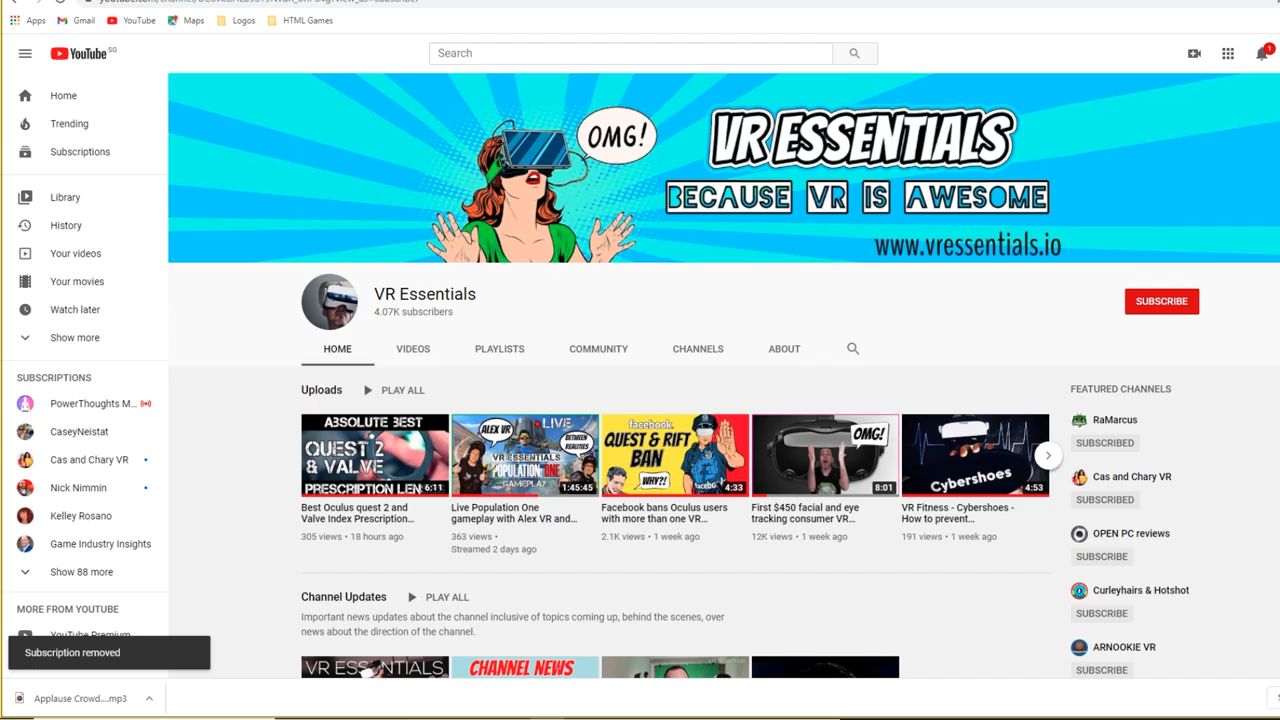 Apps
Gmail
YouTube
Maps
Logos
HTML Games
YouTube SG
Search
1
Home
Trending
Subscriptions
Library
History
Your videos
Your movies
Watch later
Show more
SUBSCRIPTIONS
PowerThoughts M...
CaseyNeistat
Cas and Chary VR
Nick Nimmin
Kelley Rosano
Game Industry Insights
Show 88 more
MORE FROM YOUTUBE
YouTube Premium
Subscription removed
Applause Crowd....mp3
OMG!
VR ESSENTIALS
BECAUSE VR IS AWESOME
www.vressentials.io
VR Essentials
4.07K subscribers
SUBSCRIBE
HOME
VIDEOS
PLAYLISTS
COMMUNITY
CHANNELS
ABOUT
Uploads
PLAY ALL
ABSOLUTE BEST
QUEST 2
& VALVE
PRESCRIPTION LEN
6:11
Best Oculus quest 2 and
Valve Index Prescription...
305 views • 18 hours ago
ALEX VR
LIVE
BETWEEN
REALITIES
VR ESSENTIALS
POPULATION: ONE
GAMEPLAY
1:45:45
Live Population One
gameplay with Alex VR and...
363 views •
Streamed 2 days ago
facebook.
QUEST & RIFT
BAN
WHY?!
4:33
Facebook bans Oculus users
with more than one VR...
2.1K views • 1 week ago
OMG!
8:01
First $450 facial and eye
tracking consumer VR...
12K views • 1 week ago
Cybershoes
4:53
VR Fitness - Cybershoes -
How to prevent...
191 views • 1 week ago
Channel Updates
PLAY ALL
Important news updates about the channel inclusive of topics coming up, behind the scenes, over
news about the direction of the channel.
VR ESSENTIALS
CHANNEL NEWS
FEATURED CHANNELS
RaMarcus
SUBSCRIBED
Cas and Chary VR
SUBSCRIBED
OPEN PC reviews
SUBSCRIBE
Curleyhairs & Hotshot
SUBSCRIBE
ARNOOKIE VR
SUBSCRIBE